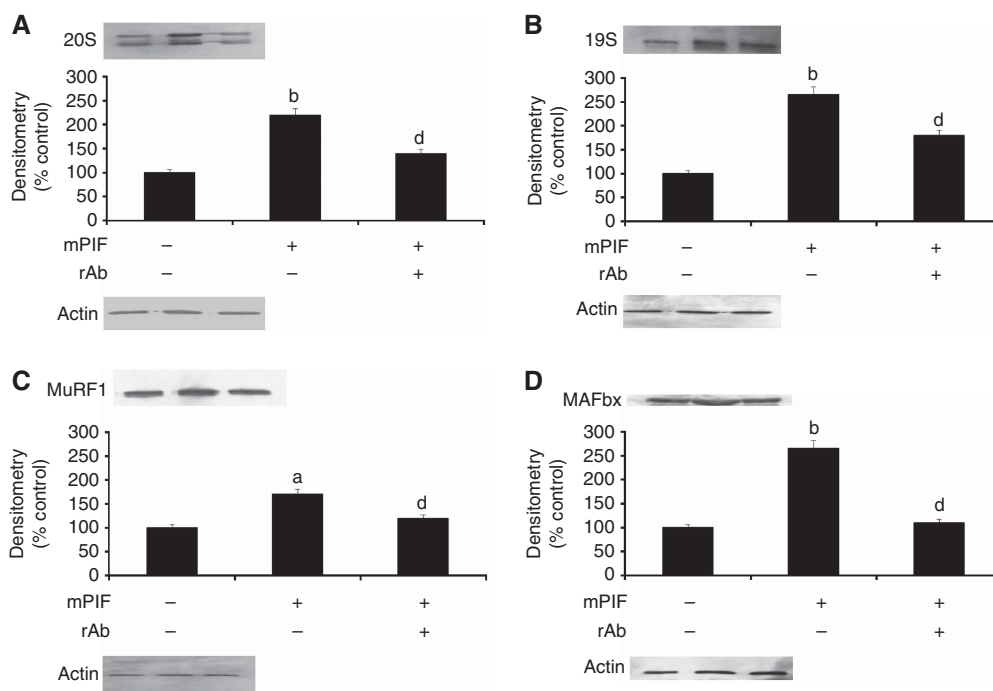 A
20S
Densitometry
(% control)
300
250
200
150
100
50
0
b
d
mPIF – + +
rAb – – +
Actin
B
19S
Densitometry
(% control)
300
250
200
150
100
50
0
b
d
mPIF – + +
rAb – – +
Actin
C
MuRF1
Densitometry
(% control)
300
250
200
150
100
50
0
a
d
mPIF – + +
rAb – – +
Actin
D
MAFbx
Densitometry
(% control)
300
250
200
150
100
50
0
b
d
mPIF – + +
rAb – – +
Actin